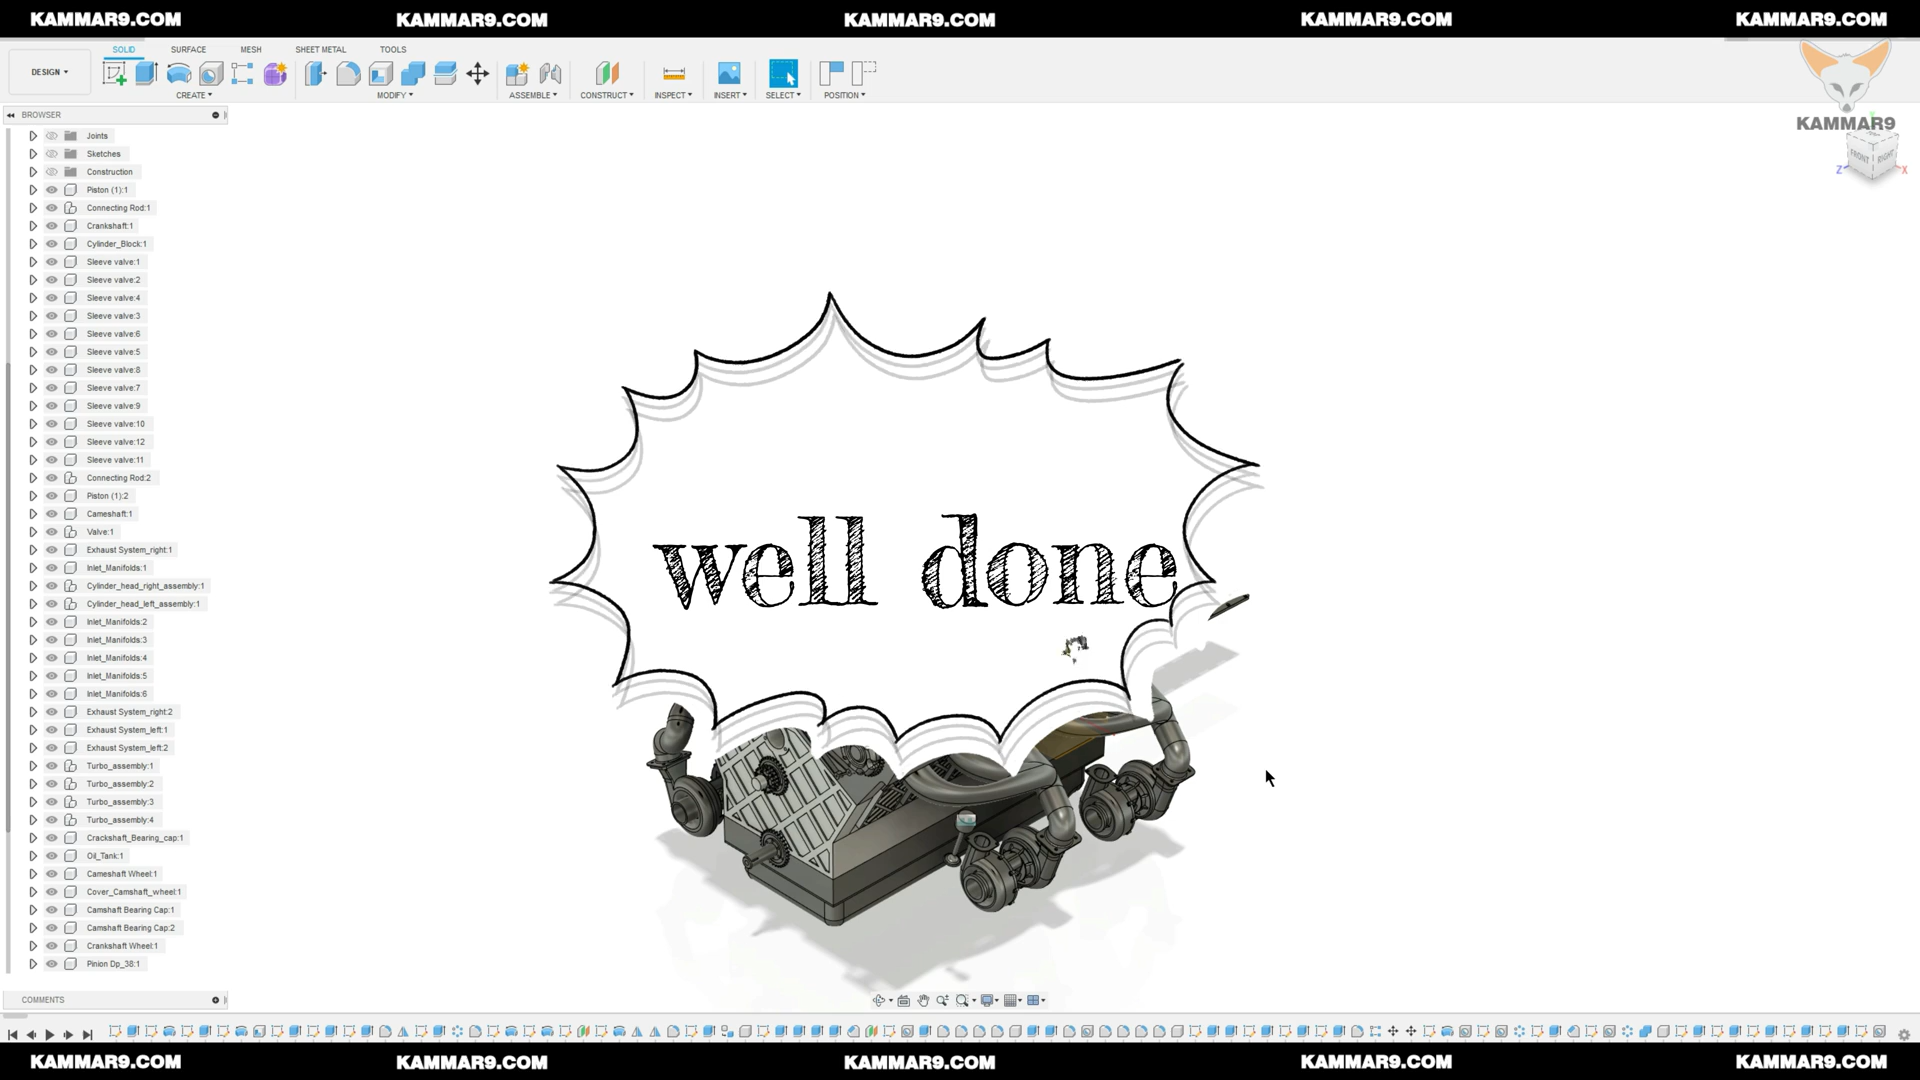 KAMMAR9.COM KAMMAR9.COM KAMMAR9.COM KAMMAR9.COM KAMMAR9.COM
SOLID SURFACE MESH SHEET METAL TOOLS
DESIGN
CREATE MODIFY ASSEMBLE CONSTRUCT INSPECT INSERT SELECT POSITION
KAMMAR9
FRONT RIGHT
Z X
BROWSER
Joints
Sketches
Construction
Piston (1):1
Connecting Rod:1
Crankshaft:1
Cylinder_Block:1
Sleeve valve:1
Sleeve valve:2
Sleeve valve:4
Sleeve valve:3
Sleeve valve:6
Sleeve valve:5
Sleeve valve:8
Sleeve valve:7
Sleeve valve:9
Sleeve valve:10
Sleeve valve:12
Sleeve valve:11
Connecting Rod:2
Piston (1):2
Cameshaft:1
Valve:1
Exhaust System_right:1
Inlet_Manifolds:1
Cylinder_head_right_assembly:1
Cylinder_head_left_assembly:1
Inlet_Manifolds:2
Inlet_Manifolds:3
Inlet_Manifolds:4
Inlet_Manifolds:5
Inlet_Manifolds:6
Exhaust System_right:2
Exhaust System_left:1
Exhaust System_left:2
Turbo_assembly:1
Turbo_assembly:2
Turbo_assembly:3
Turbo_assembly:4
Crackshaft_Bearing_cap:1
Oil_Tank:1
Cameshaft Wheel:1
Cover_Camshaft_wheel:1
Camshaft Bearing Cap:1
Camshaft Bearing Cap:2
Crankshaft Wheel:1
Pinion Dp_38:1
well done
COMMENTS
KAMMAR9.COM KAMMAR9.COM KAMMAR9.COM KAMMAR9.COM KAMMAR9.COM